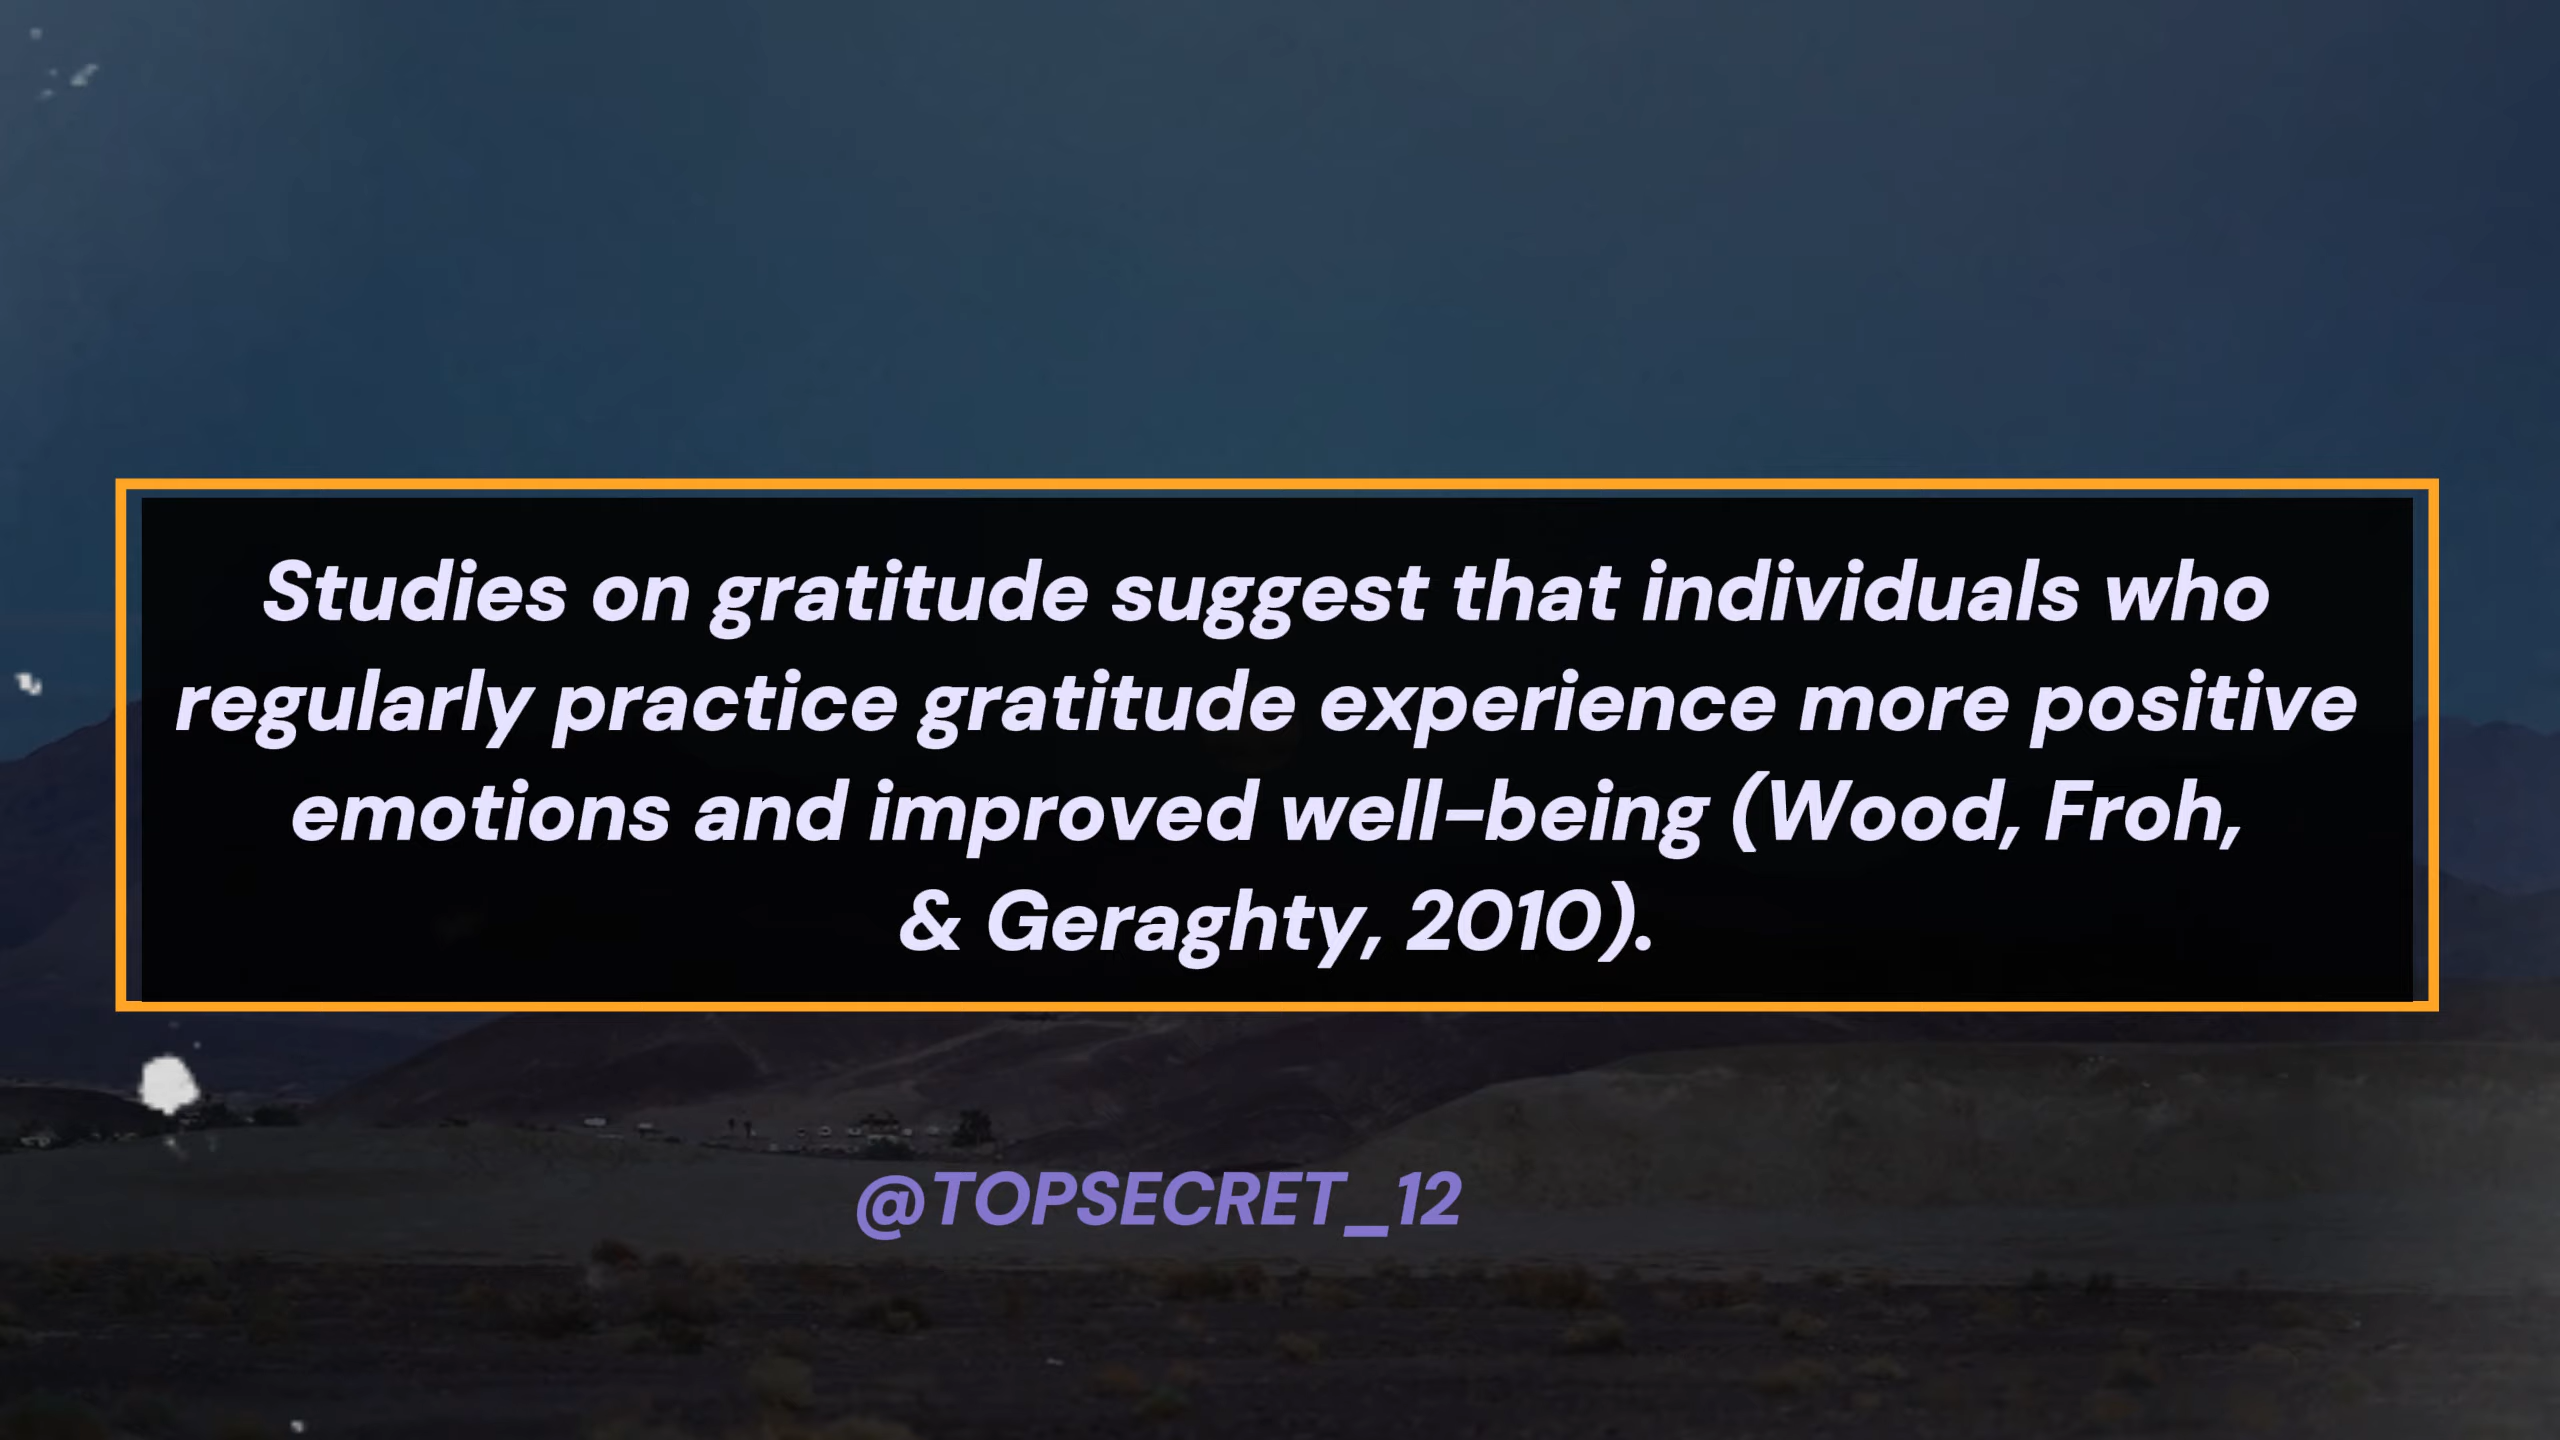 Studies on gratitude suggest that individuals who
regularly practice gratitude experience more positive
emotions and improved well-being (Wood, Froh,
& Geraghty, 2010).
@TOPSECRET_12